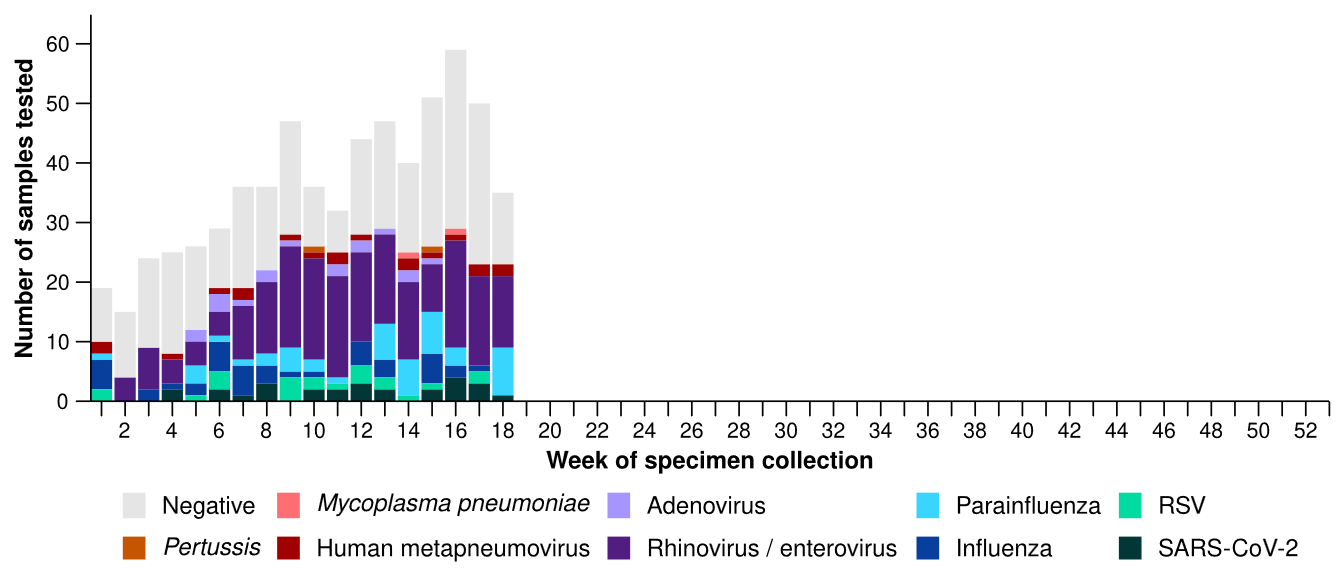 Number of samples tested
60
50
40
30
20
10
0
2 4 6 8 10 12 14 16 18 20 22 24 26 28 30 32 34 36 38 40 42 44 46 48 50 52
Week of specimen collection
Negative Mycoplasma pneumoniae Adenovirus Parainfluenza RSV
Pertussis Human metapneumovirus Rhinovirus / enterovirus Influenza SARS-CoV-2